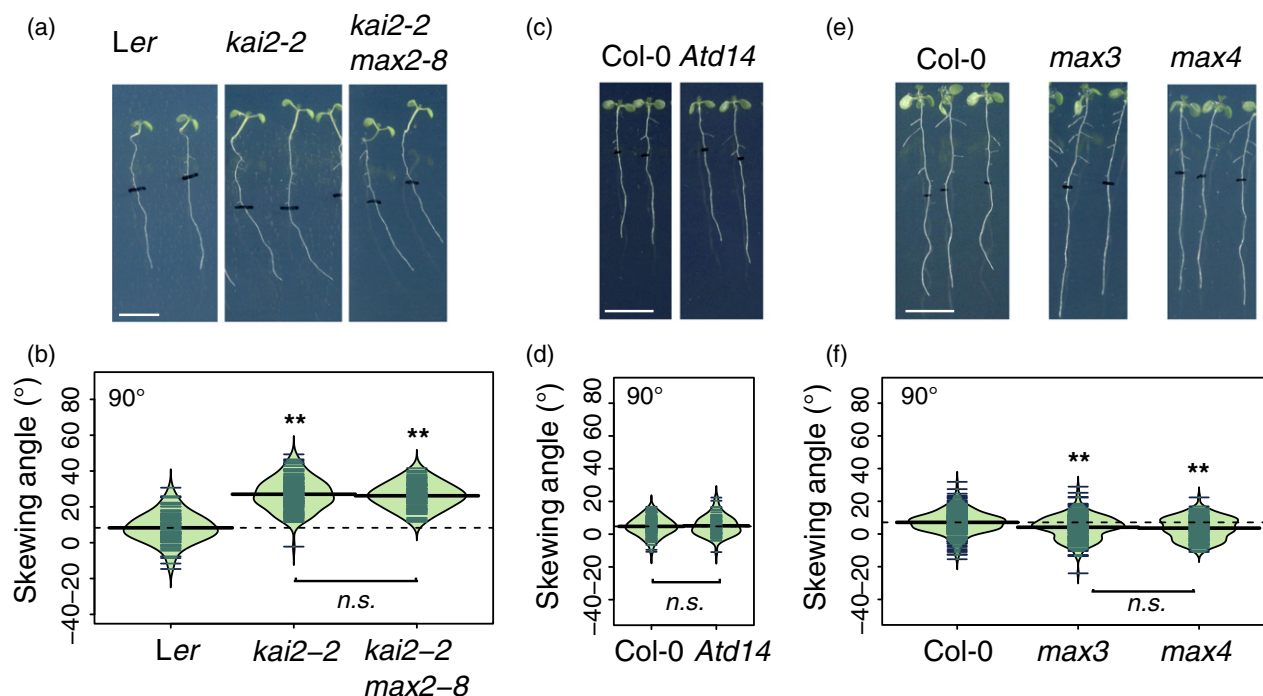 (a)
Ler
kai2-2
kai2-2
max2-8
(c)
Col-0 Atd14
(e)
Col-0
max3
max4
(b)
Skewing angle (°)
80
60
40
20
0
−20
−40
90°
**
**
n.s.
Ler
kai2−2
kai2−2
max2−8
(d)
Skewing angle (°)
80
60
40
20
0
−20
−40
90°
n.s.
Col-0 Atd14
(f)
Skewing angle (°)
80
60
40
20
0
−20
−40
90°
**
**
n.s.
Col-0
max3
max4